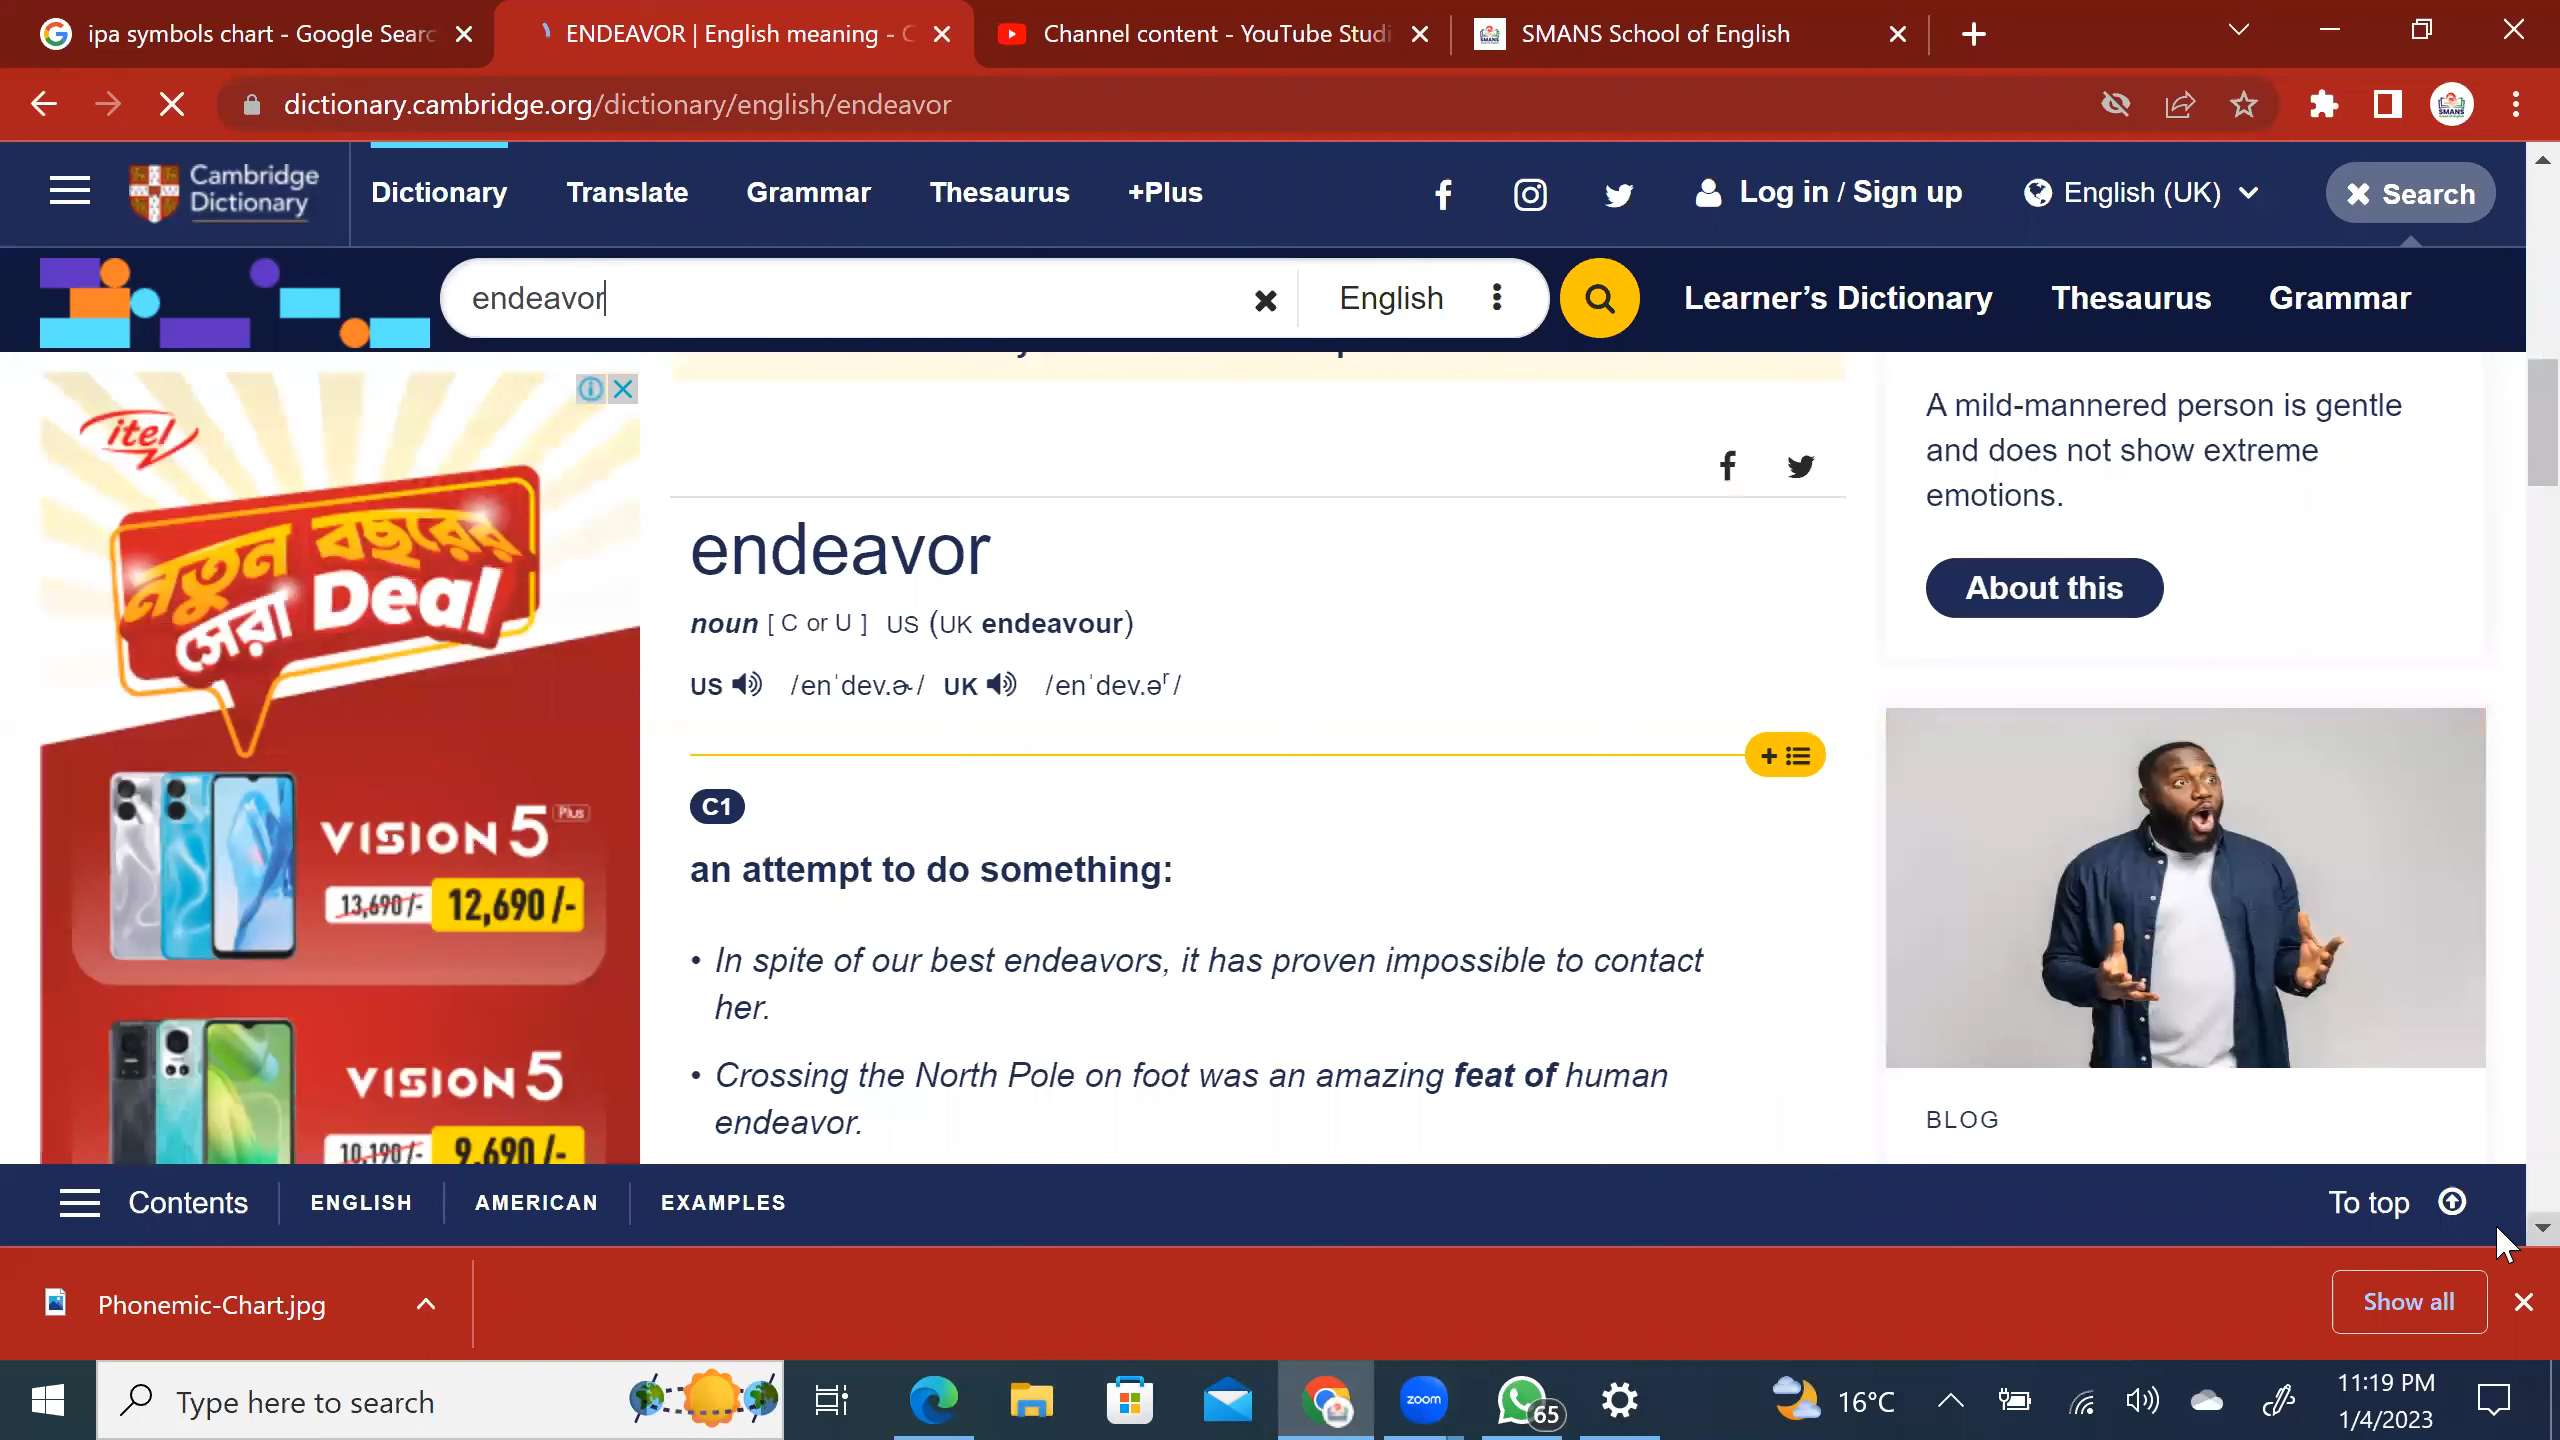 ipa symbols chart - Google Searc
ENDEAVOR | English meaning - C
Channel content - YouTube Studi
SMANS School of English
dictionary.cambridge.org/dictionary/english/endeavor
Cambridge
Dictionary
Dictionary
Translate
Grammar
Thesaurus
+Plus
Log in / Sign up
English (UK)
Search
endeavor
English
Learner's Dictionary
Thesaurus
Grammar
itel
নতুন বছরের
সেরা Deal
VISION 5 Plus
13,690/- 12,690/-
VISION 5
10,190/- 9,690/-
endeavor
noun [ C or U ] US (UK endeavour)
US /enˈdev.ɚ/ UK /enˈdev.əʳ/
C1
an attempt to do something:
• In spite of our best endeavors, it has proven impossible to contact
her.
• Crossing the North Pole on foot was an amazing feat of human
endeavor.
A mild-mannered person is gentle
and does not show extreme
emotions.
About this
BLOG
Contents
ENGLISH
AMERICAN
EXAMPLES
To top
Phonemic-Chart.jpg
Show all
Type here to search
zoom
65
16°C
11:19 PM
1/4/2023